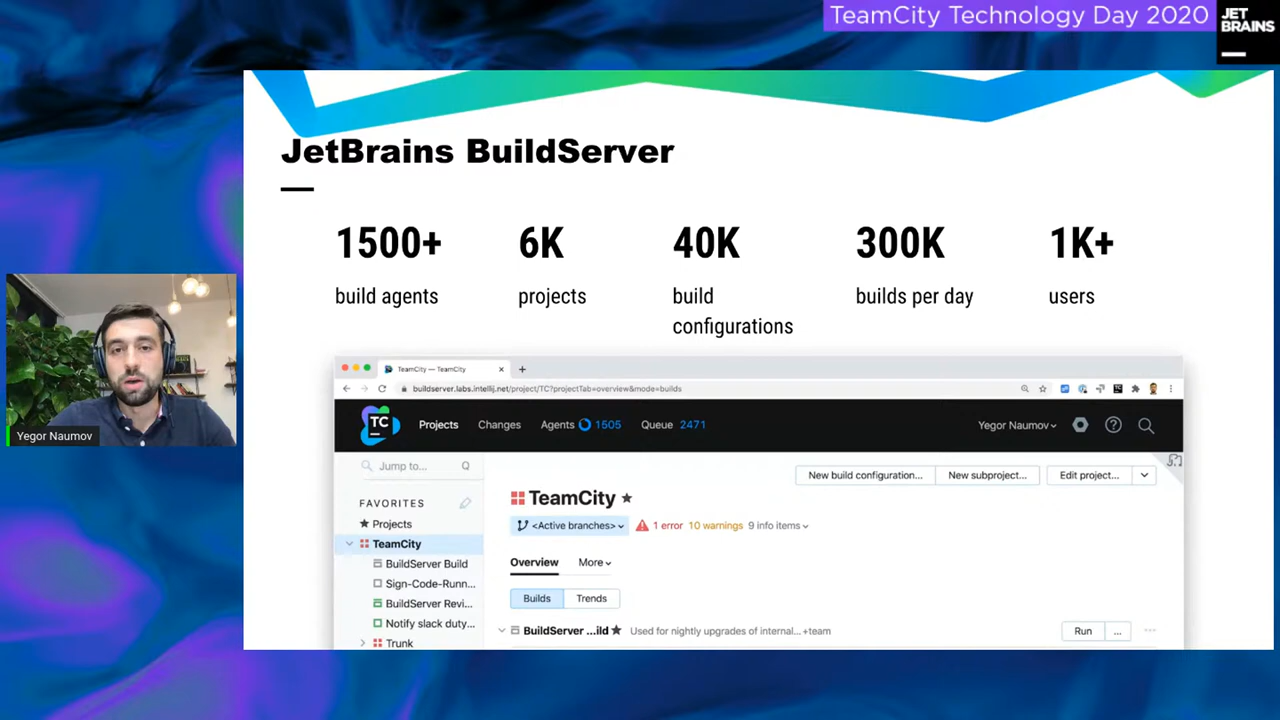 TeamCity Technology Day 2020
JET
BRAINS
JetBrains BuildServer
1500+ 6K 40K 300K 1K+
build agents projects build builds per day users
configurations
TeamCity — TeamCity
buildserver.labs.intellij.net/project/TC?projectTab=overview&mode=builds
TC Projects Changes Agents 1505 Queue 2471 Yegor Naumov
Jump to... Q
New build configuration... New subproject... Edit project...
FAVORITES
TeamCity
Projects
<Active branches> 1 error 10 warnings 9 info items
TeamCity
BuildServer Build
Overview More
Sign-Code-Runn...
BuildServer Revi...
Builds Trends
Notify slack duty...
BuildServer ...ild Used for nightly upgrades of internal... +team Run ...
Trunk
Yegor Naumov